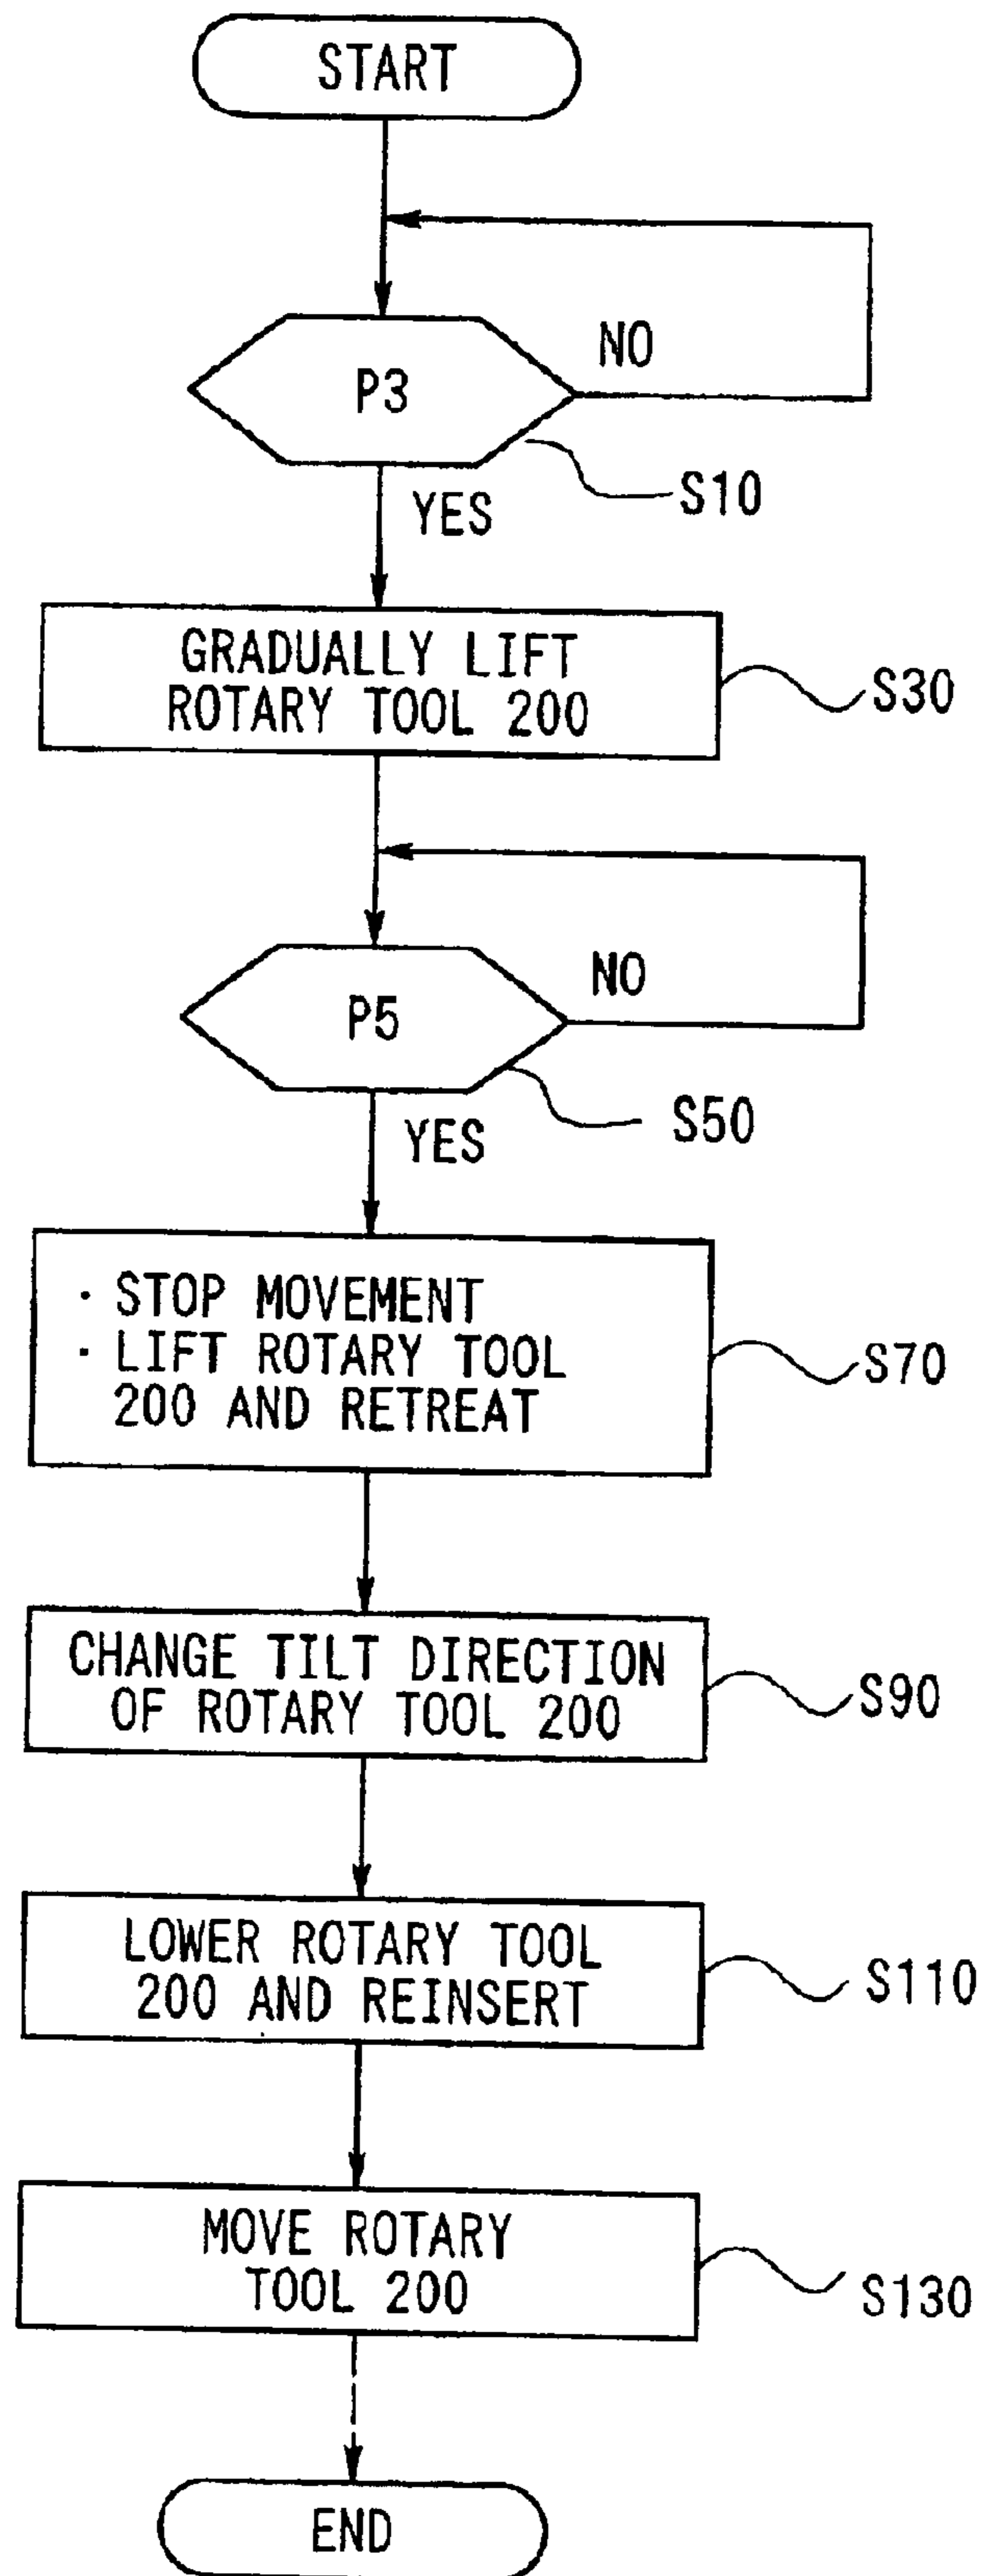 START
NO
P3
S10
YES
GRADUALLY LIFT
ROTARY TOOL 200
S30
NO
P5
S50
YES
· STOP MOVEMENT
· LIFT ROTARY TOOL
200 AND RETREAT
S70
CHANGE TILT DIRECTION
OF ROTARY TOOL 200
S90
LOWER ROTARY TOOL
200 AND REINSERT
S110
MOVE ROTARY
TOOL 200
S130
END